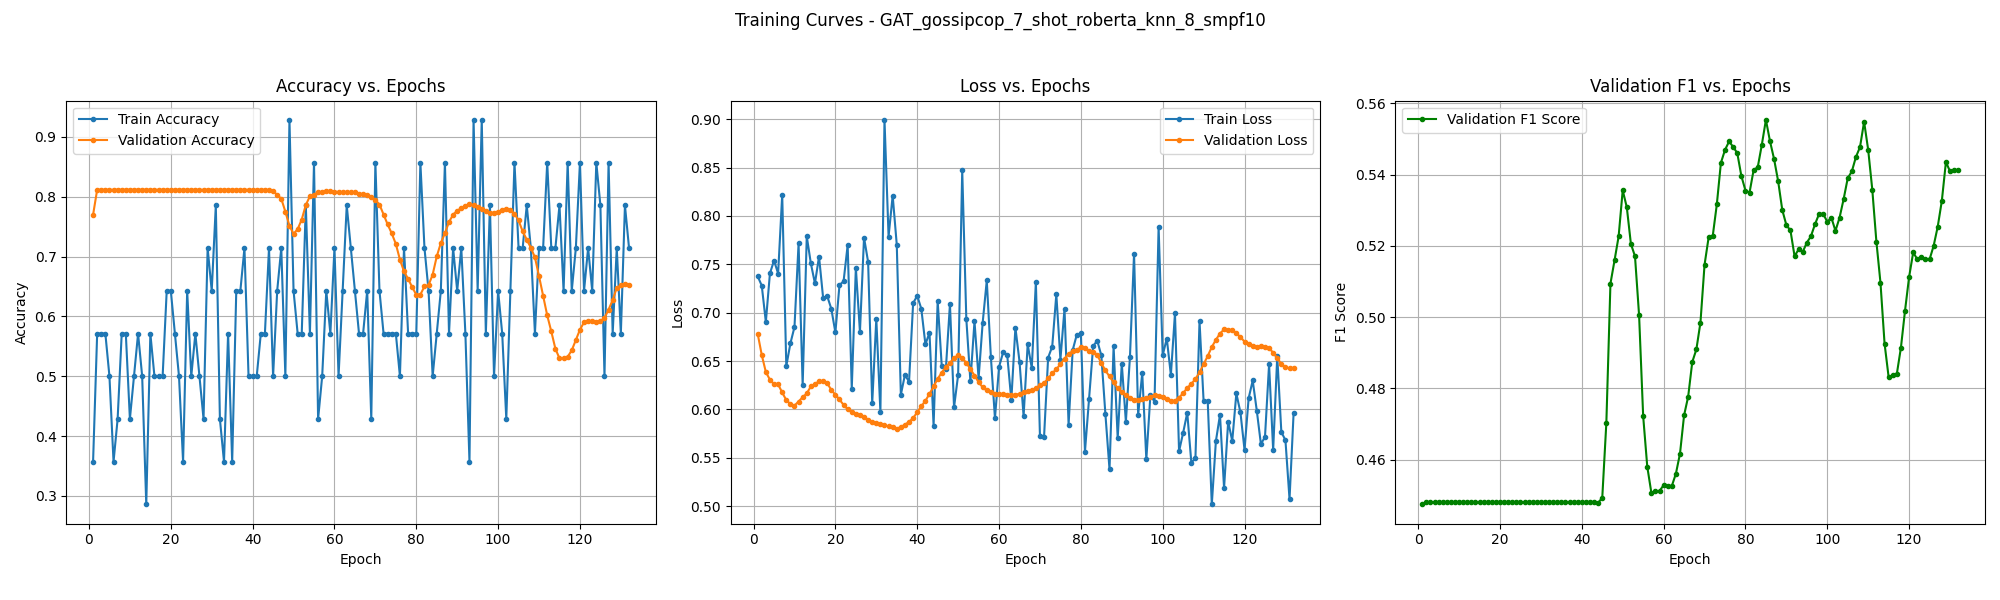 Training Curves - GAT_gossipcop_7_shot_roberta_knn_8_smpf10
Accuracy vs. Epochs
Train Accuracy
Validation Accuracy
0.9
0.8
0.7
0.6
0.5
0.4
0.3
Accuracy
0 20 40 60 80 100 120
Epoch
Loss vs. Epochs
Train Loss
Validation Loss
0.90
0.85
0.80
0.75
0.70
0.65
0.60
0.55
0.50
Loss
0 20 40 60 80 100 120
Epoch
Validation F1 vs. Epochs
Validation F1 Score
0.56
0.54
0.52
0.50
0.48
0.46
F1 Score
0 20 40 60 80 100 120
Epoch